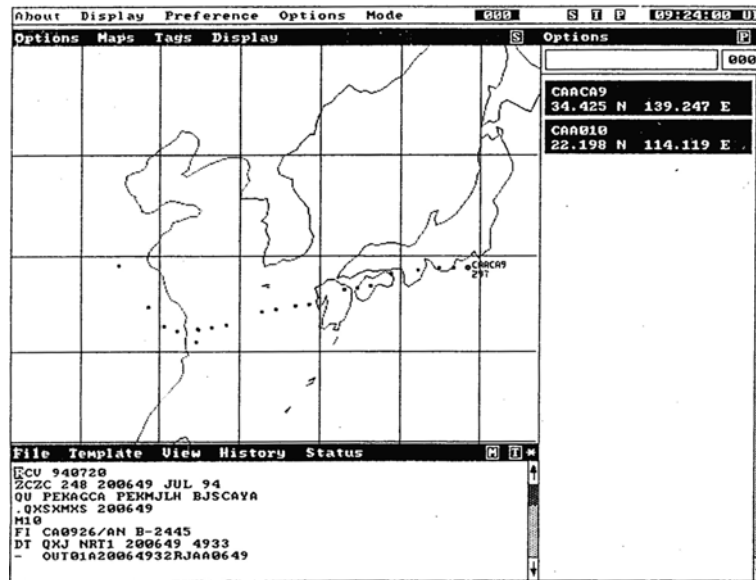 About Display Preference Options Mode 000 S T P 09:24:00
Options Maps Tags Display S
Options P
000
CAACA9
34.425 N 139.247 E
CAA010
22.198 N 114.119 E
CAACA9
297
File Template View History Status M T *
RCV 940720
ZCZC 248 200649 JUL 94
QU PEKAGCA PEKMJLH BJSCAYA
.QXSXMXS 200649
M10
FI CA0926/AN B-2445
DT QXJ NRT1 200649 4933
- OUT01A20064932RJAA0649